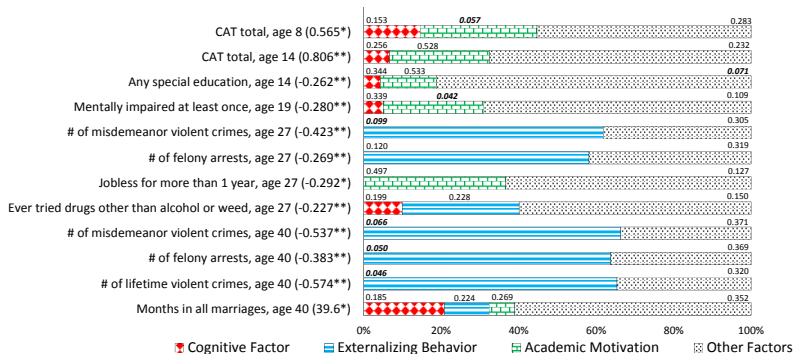 0.153 0.057 0.283
CAT total, age 8 (0.565*)
0.256 0.528 0.232
CAT total, age 14 (0.806**)
0.344 0.533 0.071
Any special education, age 14 (-0.262**)
0.339 0.042 0.109
Mentally impaired at least once, age 19 (-0.280**)
0.099 0.305
# of misdemeanor violent crimes, age 27 (-0.423**)
0.120 0.319
# of felony arrests, age 27 (-0.269**)
0.497 0.127
Jobless for more than 1 year, age 27 (-0.292*)
0.199 0.228 0.150
Ever tried drugs other than alcohol or weed, age 27 (-0.227**)
0.066 0.371
# of misdemeanor violent crimes, age 40 (-0.537**)
0.050 0.369
# of felony arrests, age 40 (-0.383**)
0.046 0.320
# of lifetime violent crimes, age 40 (-0.574**)
0.185 0.224 0.269 0.352
Months in all marriages, age 40 (39.6*)
0% 20% 40% 60% 80% 100%
Cognitive Factor Externalizing Behavior Academic Motivation Other Factors